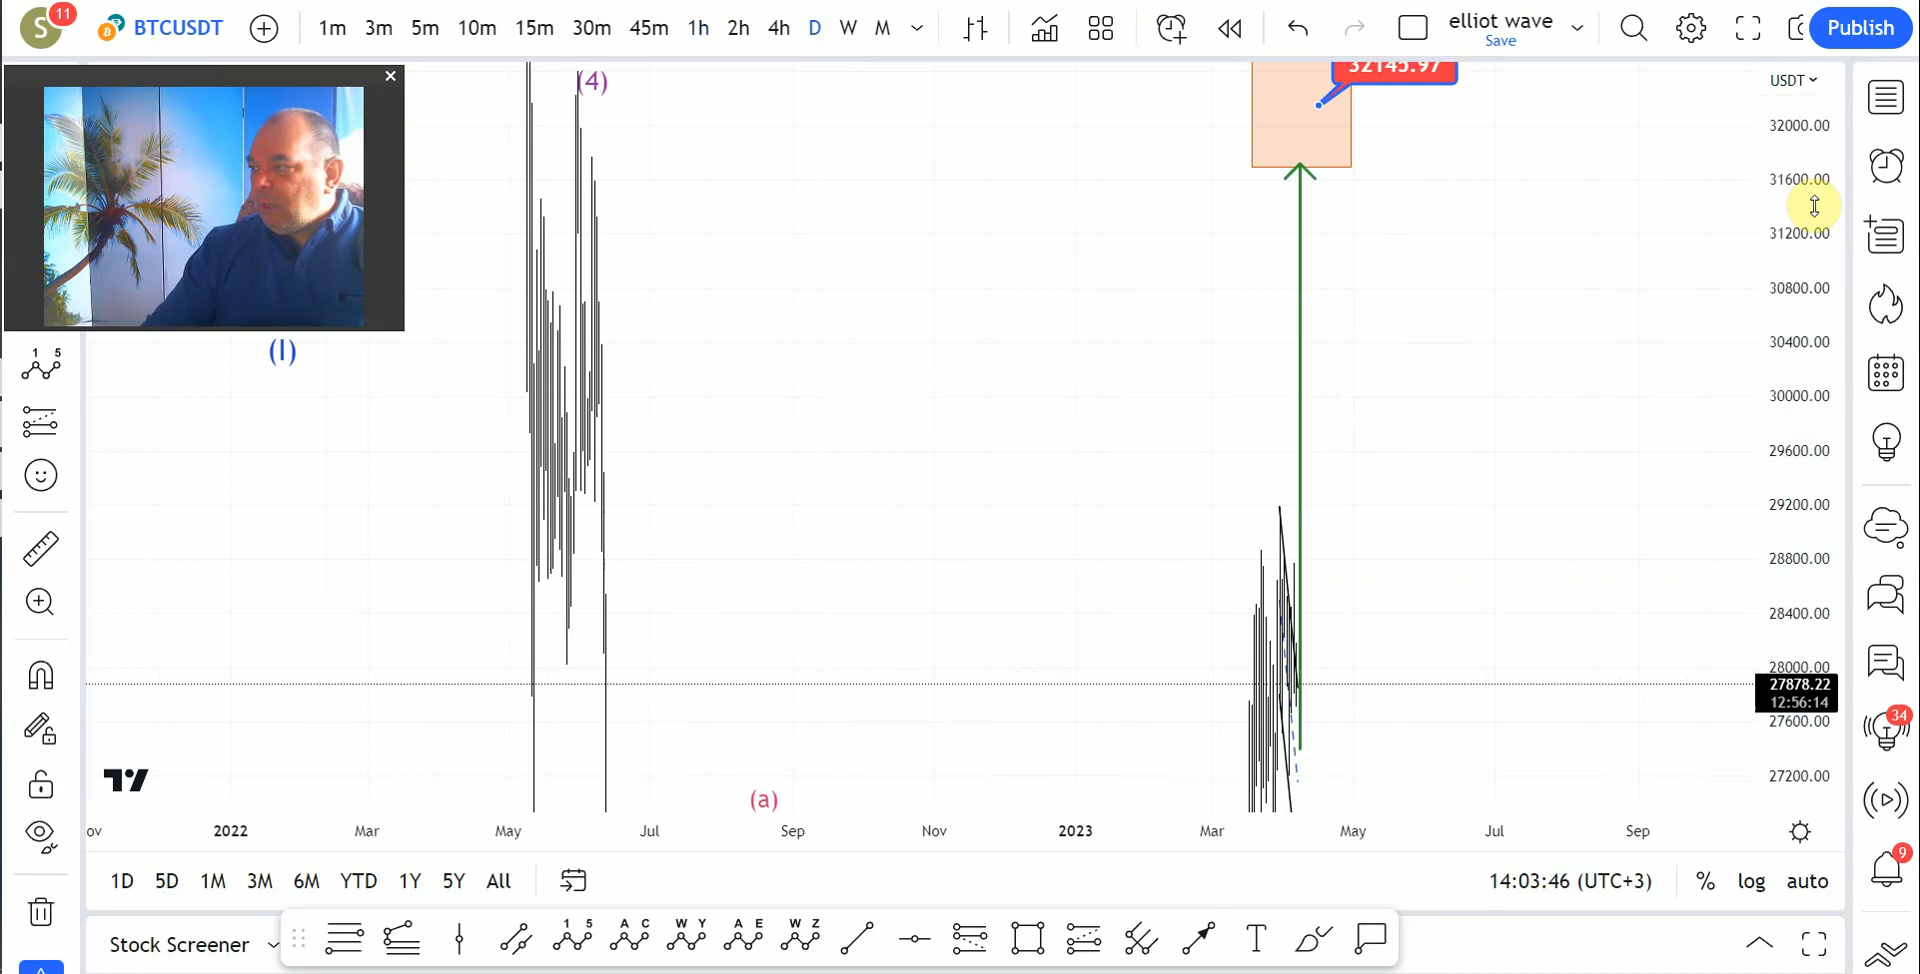 S
11
BTCUSDT
1m 3m 5m 10m 15m 30m 45m 1h 2h 4h D W M
elliot wave
Save
Publish
(4)
32145.97
USDT
32000.00
31600.00
31200.00
30800.00
30400.00
30000.00
29600.00
29200.00
28800.00
28400.00
28000.00
27878.22
12:56:14
27600.00
27200.00
(I)
1 5
(a)
34
9
ov 2022 Mar May Jul Sep Nov 2023 Mar May Jul Sep
1D 5D 1M 3M 6M YTD 1Y 5Y All
14:03:46 (UTC+3) % log auto
Stock Screener
1 5
A C
W Y
A E
W Z
T